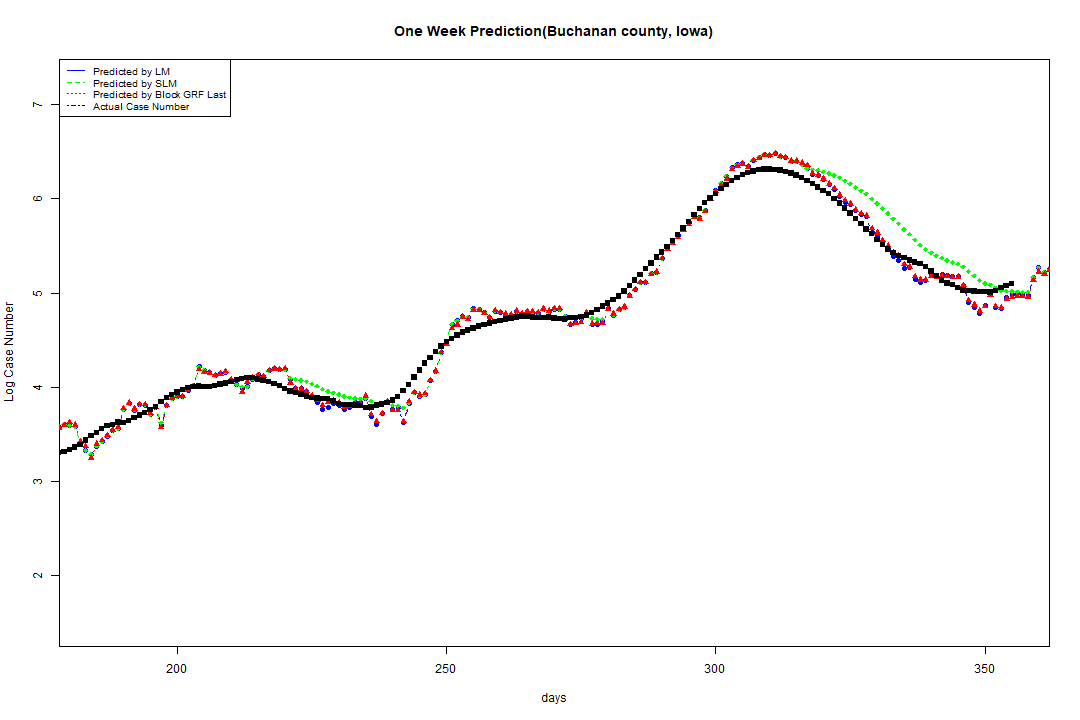 One Week Prediction(Buchanan county, Iowa)
Predicted by LM
Predicted by SLM
Predicted by Block GRF Last
Actual Case Number
7
6
5
4
3
2
Log Case Number
200
250
300
350
days